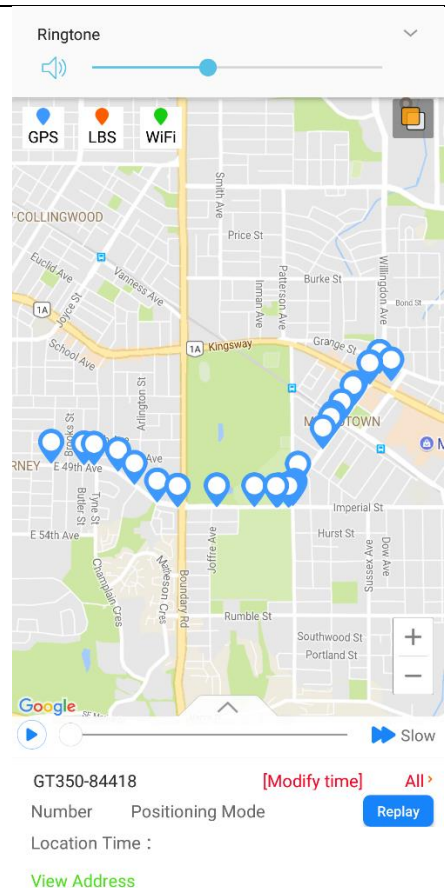 Ringtone
GPS LBS WiFi
Smith Ave
-COLLINGWOOD
Price St
Euclid Ave
Vanness Ave
Inman Ave
Patterson Ave
Burke St
Willingdon Ave
Bond St
1A
Joyce St
School Ave
1A Kingsway
Grange St
Arlington St
TOWN
Brooks St
Ave
RNEY
E 49th Ave
M
Tyne St
Butler St
Imperial St
E 54th Ave
Joffre Ave
Hurst St
Dow Ave
Sussex Ave
Champlain Cres
Matheson Cres
Boundary Rd
Rumble St
Southwood St
Portland St
+
−
Google
Slow
GT350-84418 [Modify time] All >
Number Positioning Mode Replay
Location Time :
View Address